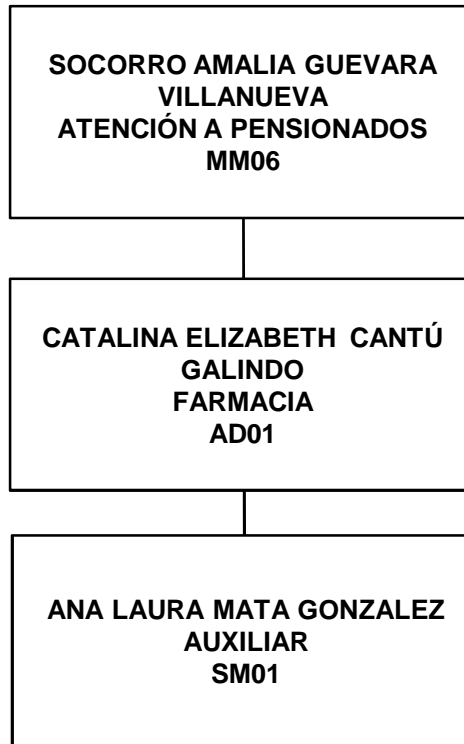 SOCORRO AMALIA GUEVARA
VILLANUEVA
ATENCIÓN A PENSIONADOS
MM06
CATALINA ELIZABETH CANTÚ
GALINDO
FARMACIA
AD01
ANA LAURA MATA GONZALEZ
AUXILIAR
SM01